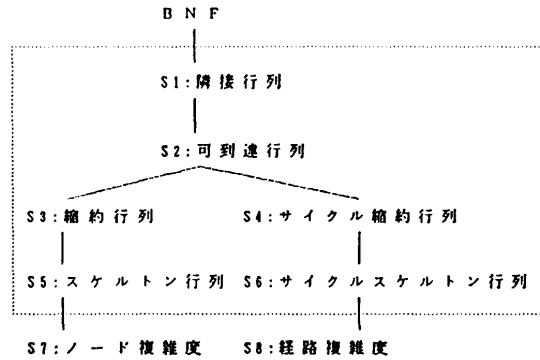 BNF
S1:隣接行列
S2:可到達行列
S3:縮約行列 S4:サイクル縮約行列
S5:スケルトン行列 S6:サイクルスケルトン行列
S7:ノード複雑度 S8:経路複雑度